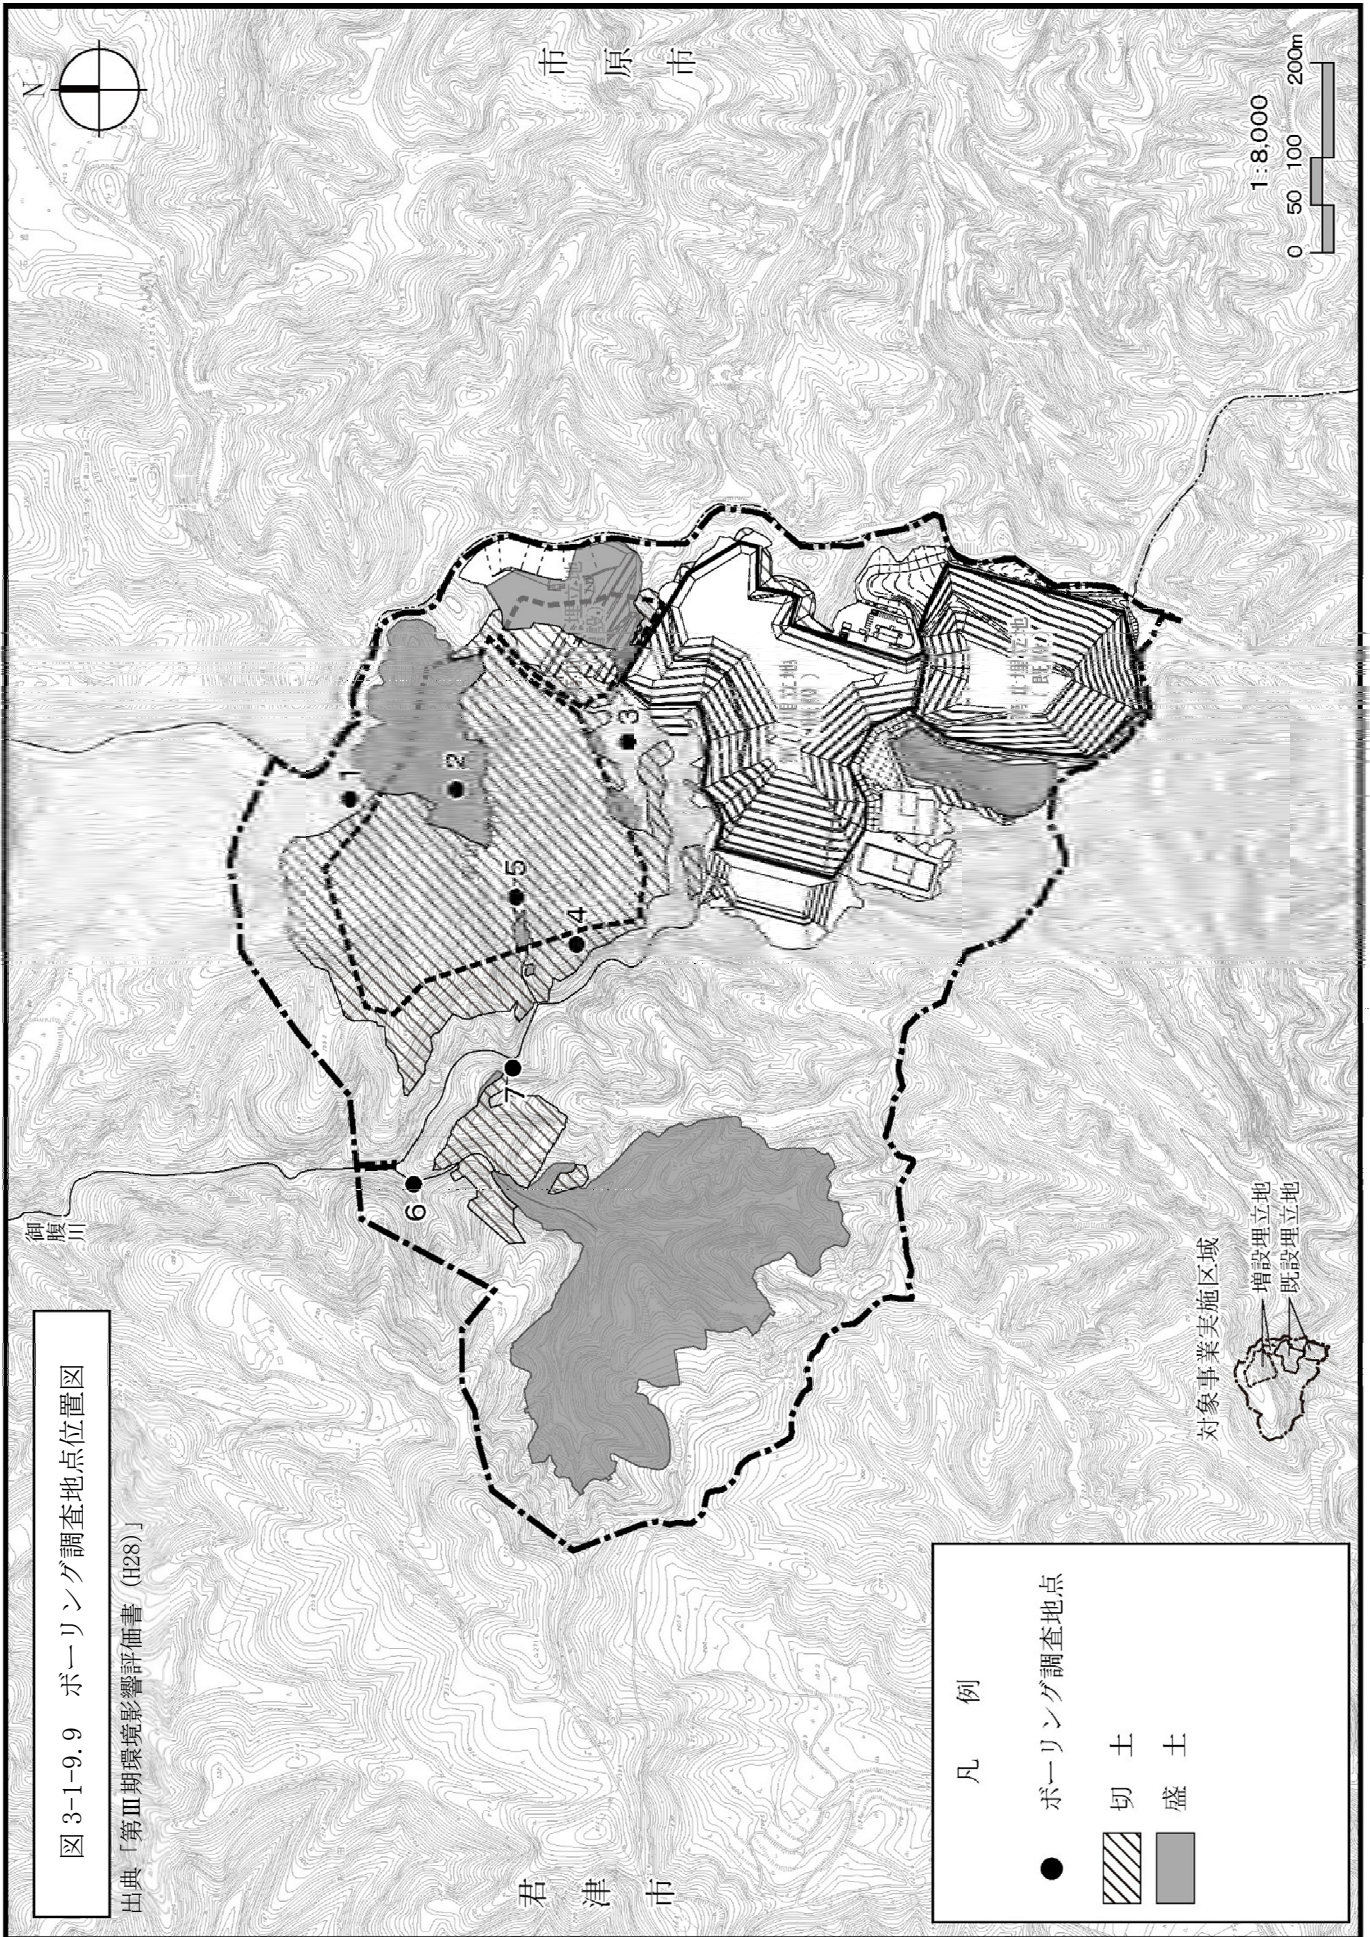 図 3-1-9.9 ボーリング調査地点位置図
出典「第Ⅲ期環境影響評価書 (H28)」
N
市原市
君津市
御腹川
1
2
3
4
5
6
7
対象事業実施区域
増設埋立地
既設埋立地
凡例
ボーリング調査地点
切土
盛土
1:8,000
0 50 100 200m